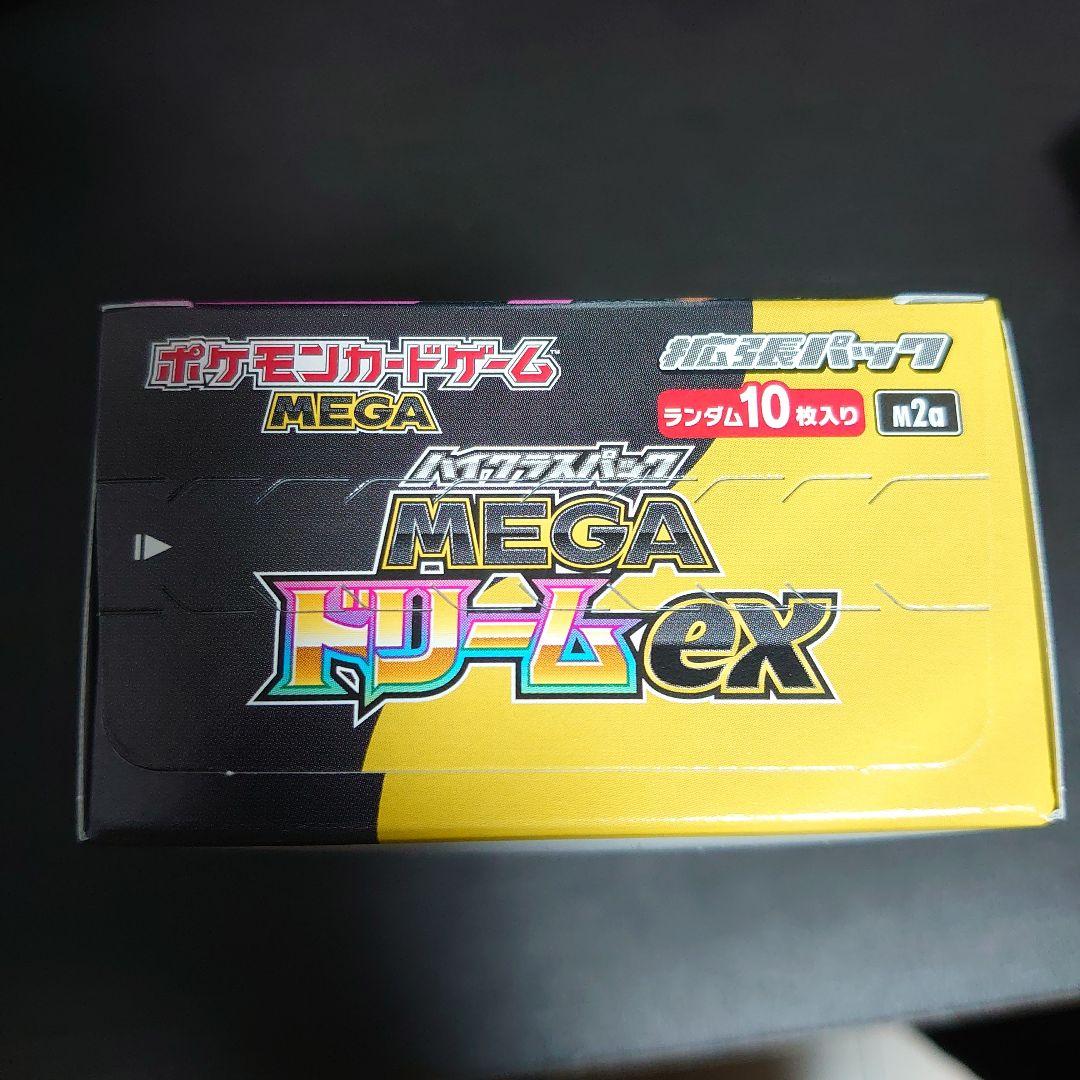 ポケモンカードゲーム™
MEGA
拡張パック
ランダム10枚入り
M2a
ハイクラスパック
MEGA
ドリームex